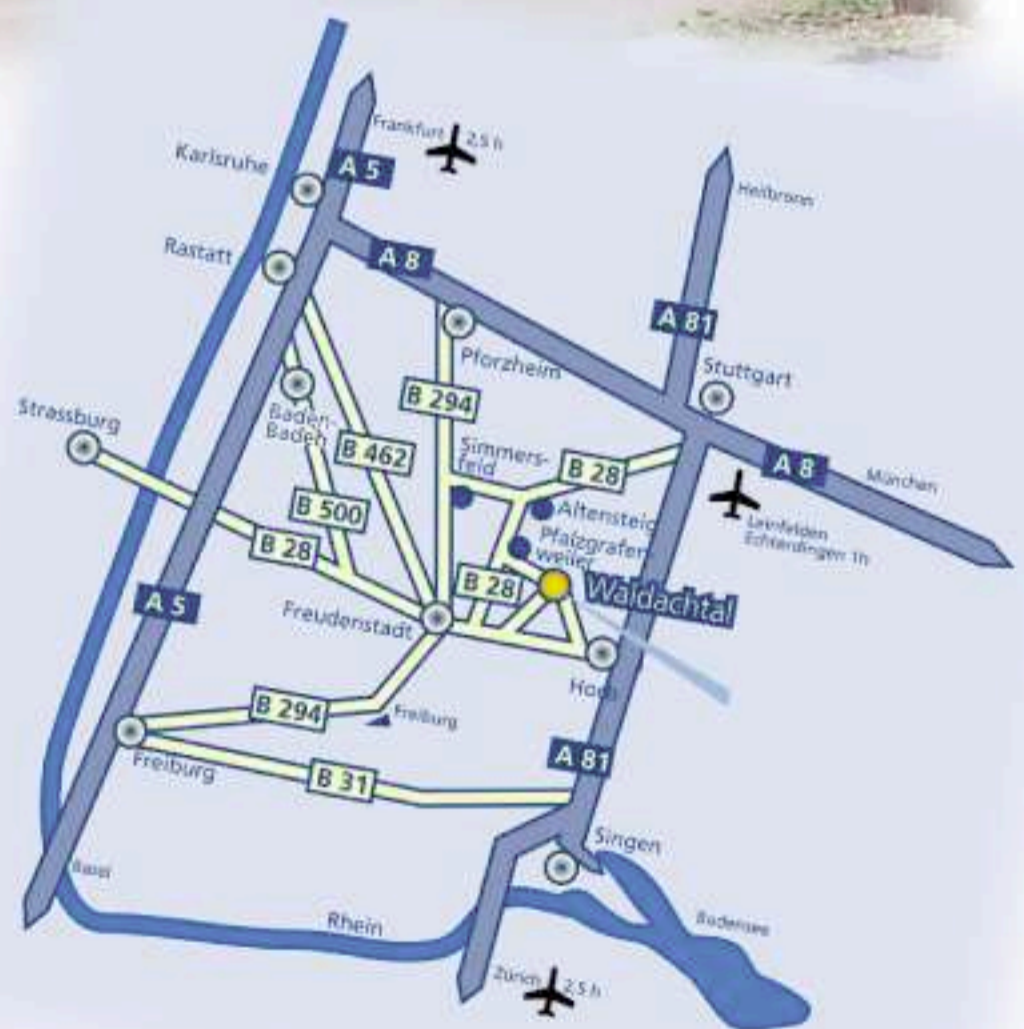 Frankfurt 2,5 h
Karlsruhe
A 5
Heilbronn
Rastatt
A 8
A 81
Pforzheim
Stuttgart
B 294
Strassburg
Baden-
Baden
B 462
Simmers-
feld
B 28
A 8
München
B 500
Altensteig
Leinfelden
Echterdingen 1h
B 28
Pfalzgrafen
weiler
B 28
Waldachtal
A 5
Freudenstadt
Horb
B 294
Freiburg
Freiburg
A 81
B 31
Singen
Basel
Rhein
Bodensee
Zürich 2,5 h